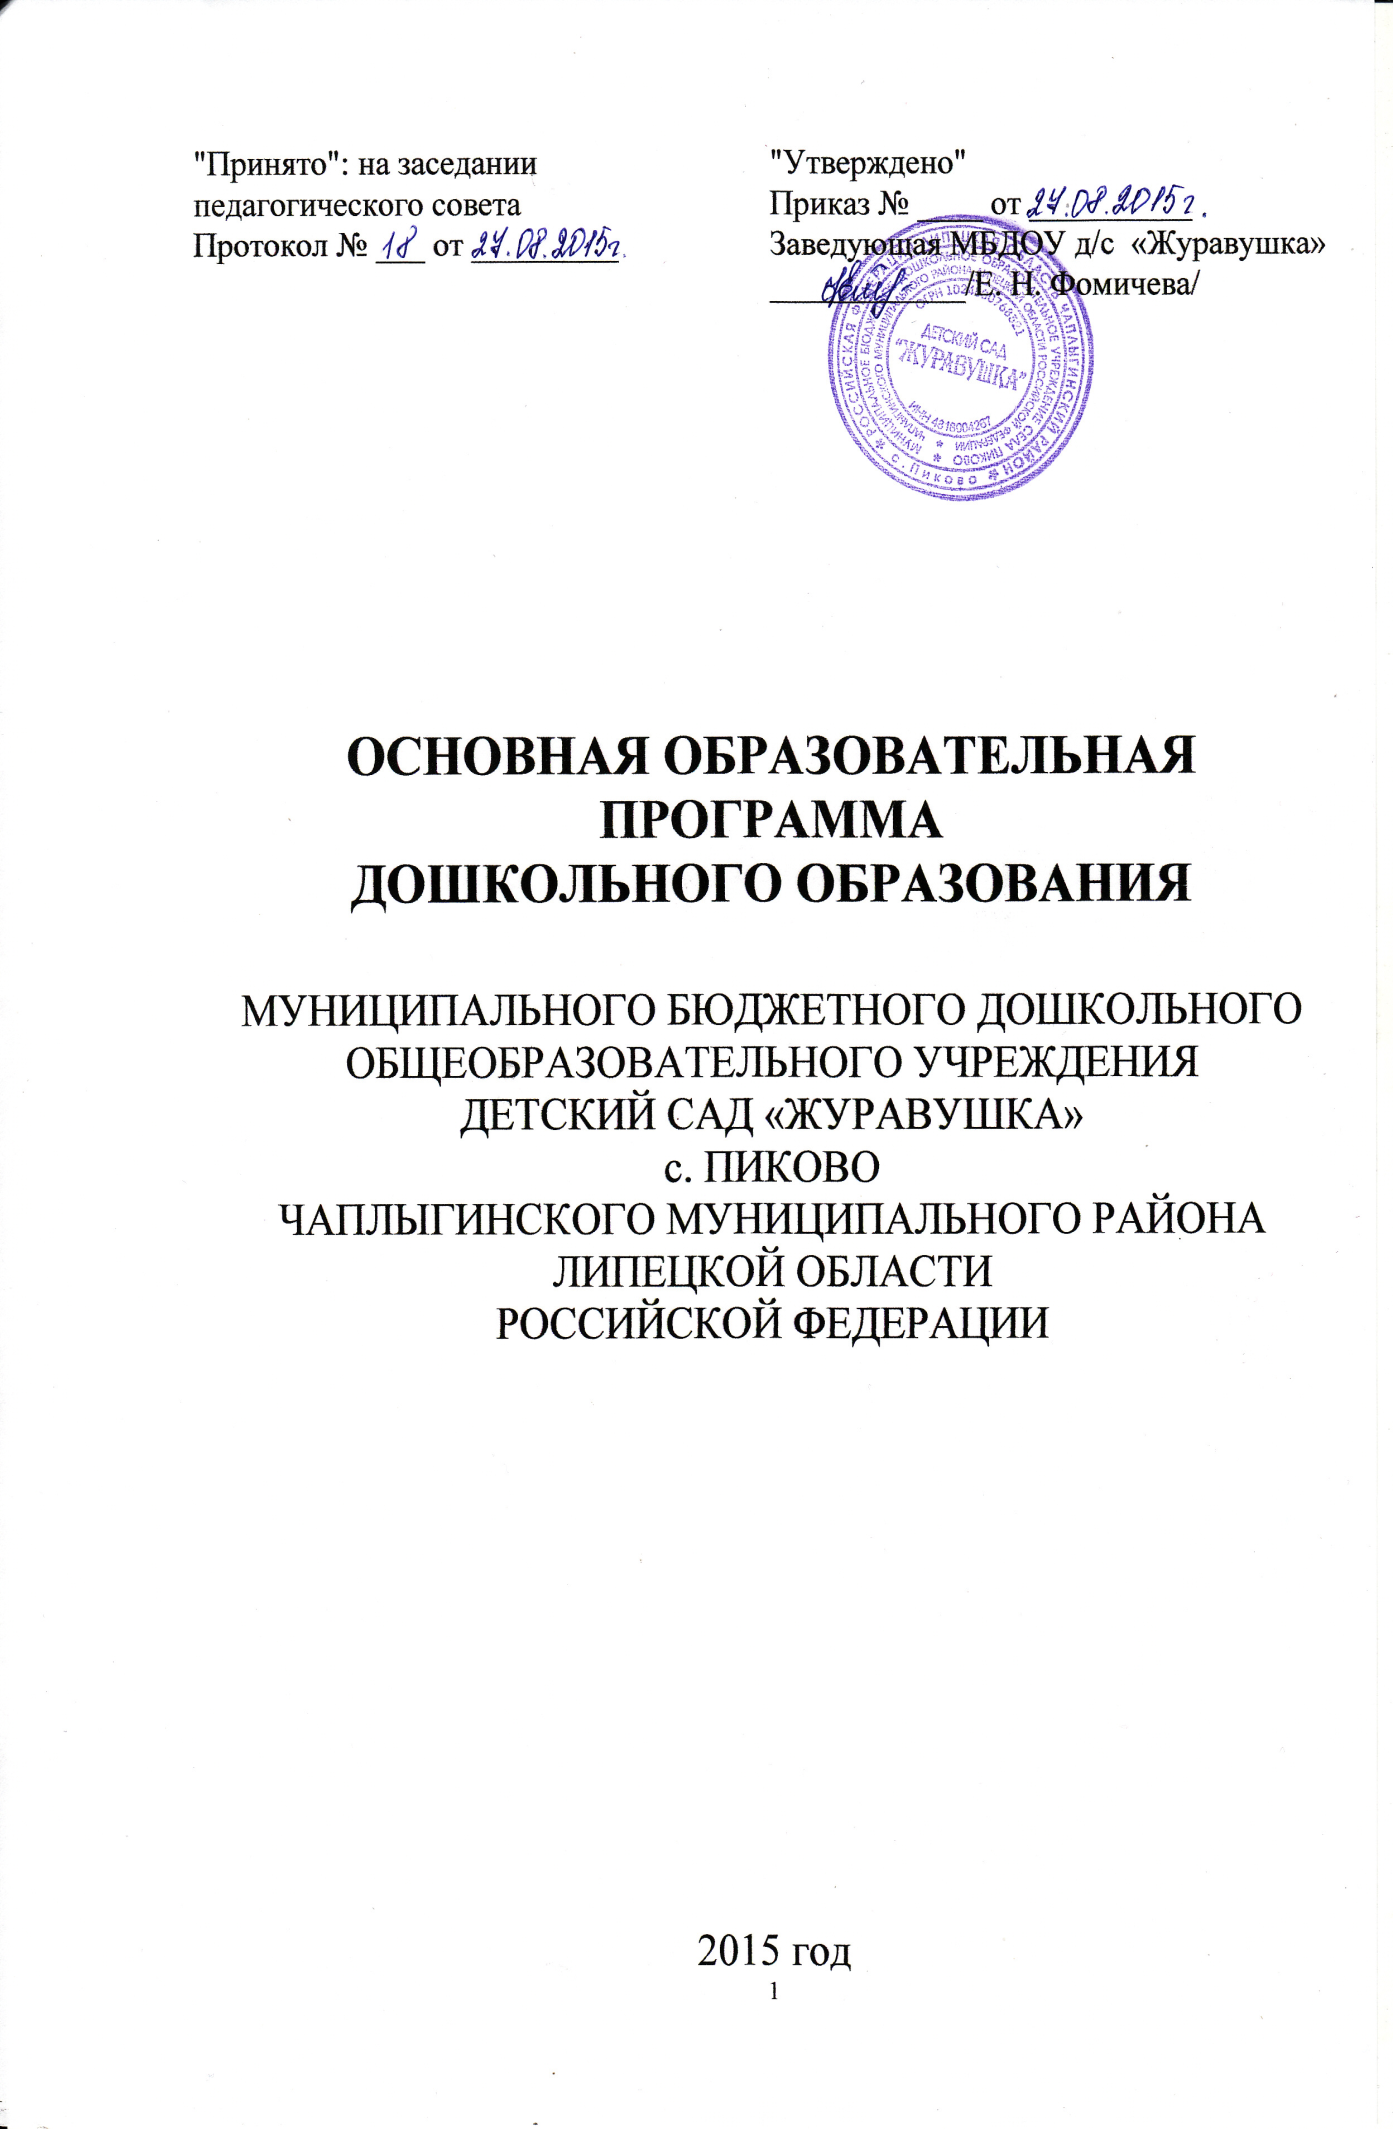 "Принято": на заседании
педагогического совета
Протокол № 18 от 27.08.2015г.
"Утверждено"
Приказ № _____ от 27.08.2015г.
Заведующая МБДОУ д/с «Журавушка»
/Е. Н. Фомичева/
ДЕТСКИЙ САД
"ЖУРАВУШКА"
с. Пиково
ОСНОВНАЯ ОБРАЗОВАТЕЛЬНАЯ
ПРОГРАММА
ДОШКОЛЬНОГО ОБРАЗОВАНИЯ
МУНИЦИПАЛЬНОГО БЮДЖЕТНОГО ДОШКОЛЬНОГО
ОБЩЕОБРАЗОВАТЕЛЬНОГО УЧРЕЖДЕНИЯ
ДЕТСКИЙ САД «ЖУРАВУШКА»
с. ПИКОВО
ЧАПЛЫГИНСКОГО МУНИЦИПАЛЬНОГО РАЙОНА
ЛИПЕЦКОЙ ОБЛАСТИ
РОССИЙСКОЙ ФЕДЕРАЦИИ
2015 год
1